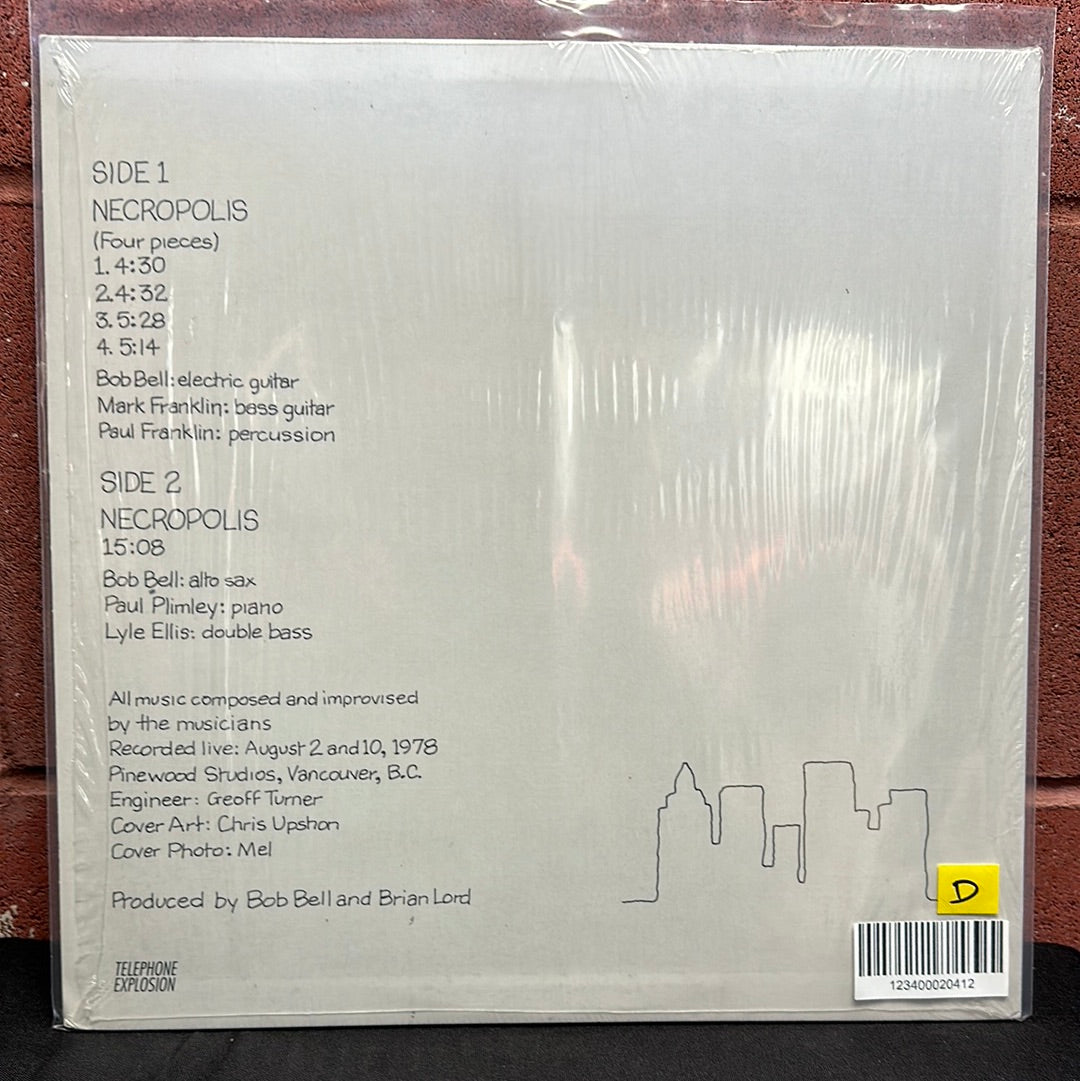 SIDE 1
NECROPOLIS
(Four pieces)
1. 4:30
2. 4:32
3. 5:28
4. 5:14
Bob Bell: electric guitar
Mark Franklin: bass guitar
Paul Franklin: percussion
SIDE 2
NECROPOLIS
15:08
Bob Bell: alto sax
Paul Plimley: piano
Lyle Ellis: double bass
All music composed and improvised
by the musicians
Recorded live: August 2 and 10, 1978
Pinewood Studios, Vancouver, B.C.
Engineer: Geoff Turner
Cover Art: Chris Upshon
Cover Photo: Mel
Produced by Bob Bell and Brian Lord
TELEPHONE
EXPLOSION
D
123400020412